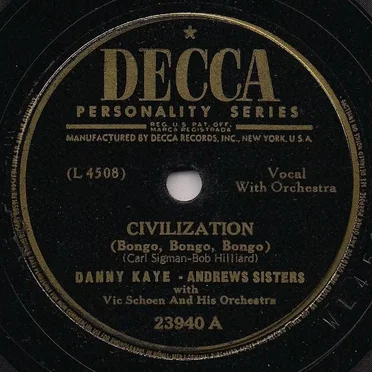 DECCA
PERSONALITY SERIES
REG. U.S. PAT. OFF.
MARCA REGISTRADA
MANUFACTURED BY DECCA RECORDS, INC., NEW YORK, U.S.A.
(L 4508)
Vocal
With Orchestra
CIVILIZATION
(Bongo, Bongo, Bongo)
(Carl Sigman-Bob Hilliard)
DANNY KAYE - ANDREWS SISTERS
with
Vic Schoen And His Orchestra
23940 A